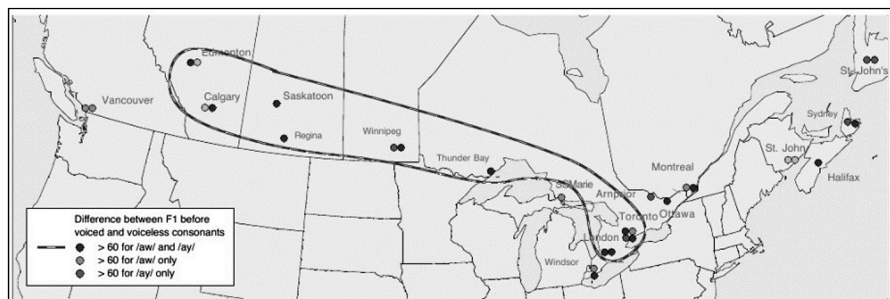 Edmonton
St. John's
Vancouver
Calgary
Saskatoon
Sydney
Regina
Winnipeg
St. John
Montreal
Thunder Bay
Halifax
SSMarie
Arnprior
Ottawa
Toronto
London
Windsor
Difference between F1 before
voiced and voiceless consonants
> 60 for /aw/ and /ay/
> 60 for /aw/ only
> 60 for /ay/ only